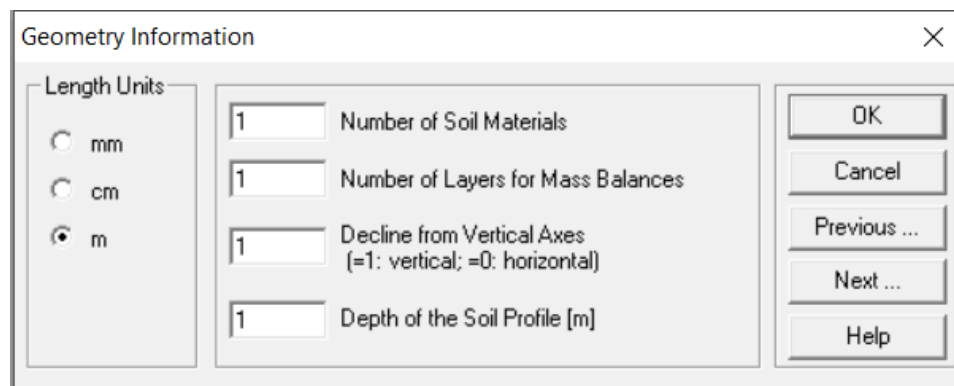 Geometry Information
Length Units
mm
cm
m
1 Number of Soil Materials
1 Number of Layers for Mass Balances
1 Decline from Vertical Axes
(=1: vertical; =0: horizontal)
1 Depth of the Soil Profile [m]
OK
Cancel
Previous ...
Next ...
Help